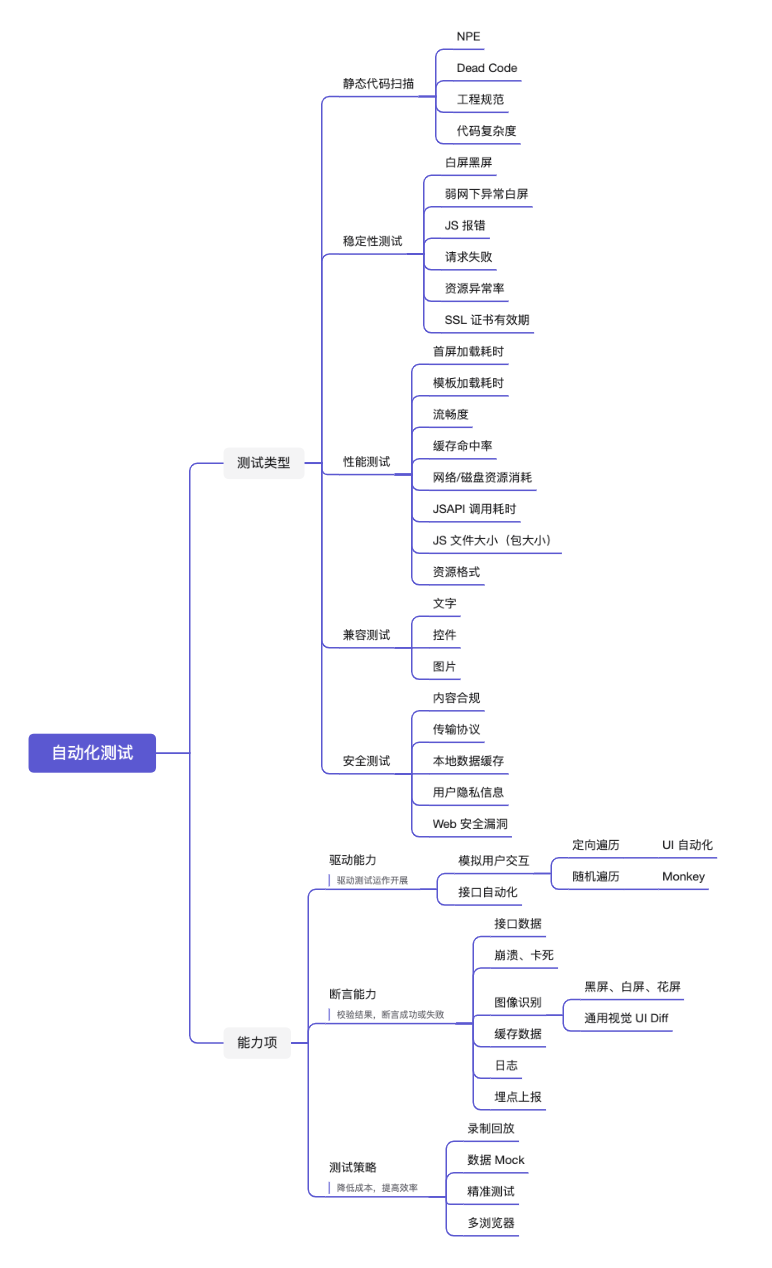 NPE
Dead Code
静态代码扫描
工程规范
代码复杂度
白屏黑屏
弱网下异常白屏
JS 报错
稳定性测试
请求失败
资源异常率
SSL 证书有效期
首屏加载耗时
模板加载耗时
流畅度
缓存命中率
测试类型
性能测试
网络/磁盘资源消耗
JSAPI 调用耗时
JS 文件大小（包大小）
资源格式
文字
兼容测试
控件
图片
内容合规
传输协议
自动化测试
安全测试
本地数据缓存
用户隐私信息
Web 安全漏洞
定向遍历
UI 自动化
驱动能力
模拟用户交互
驱动测试运作开展
随机遍历
Monkey
接口自动化
接口数据
崩溃、卡死
黑屏、白屏、花屏
断言能力
图像识别
校验结果，断言成功或失败
通用视觉 UI Diff
缓存数据
能力项
日志
埋点上报
录制回放
数据 Mock
测试策略
降低成本，提高效率
精准测试
多浏览器